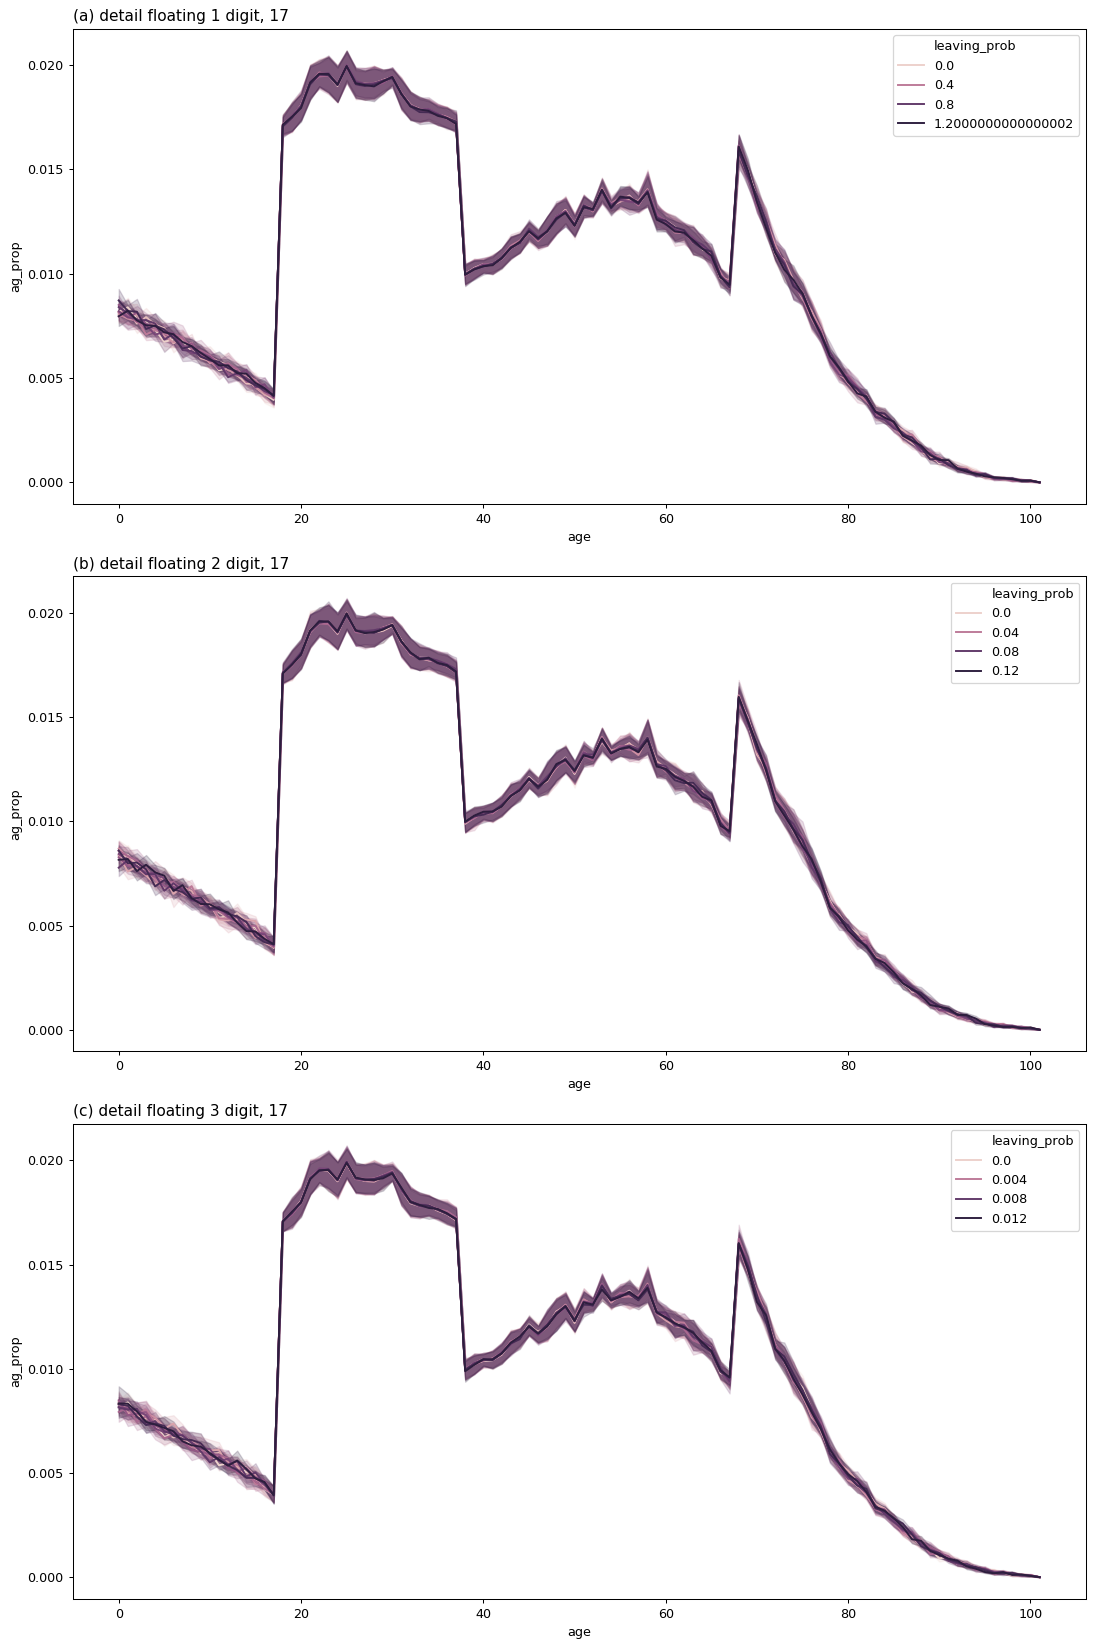 (a) detail floating 1 digit, 17
leaving_prob
0.0
0.4
0.8
1.2000000000000002
0.020
0.015
0.010
0.005
0.000
ag_prop
0 20 40 60 80 100
age
(b) detail floating 2 digit, 17
leaving_prob
0.0
0.04
0.08
0.12
0.020
0.015
0.010
0.005
0.000
ag_prop
0 20 40 60 80 100
age
(c) detail floating 3 digit, 17
leaving_prob
0.0
0.004
0.008
0.012
0.020
0.015
0.010
0.005
0.000
ag_prop
0 20 40 60 80 100
age